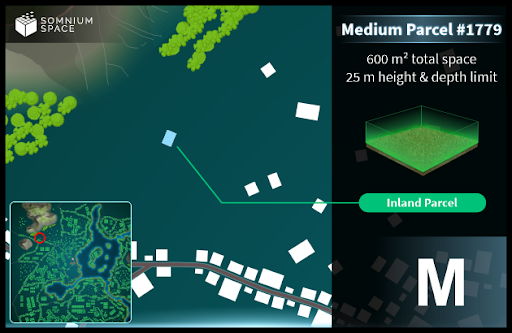 SOMNIUM
SPACE
Medium Parcel #1779
600 m² total space
25 m height & depth limit
Inland Parcel
M